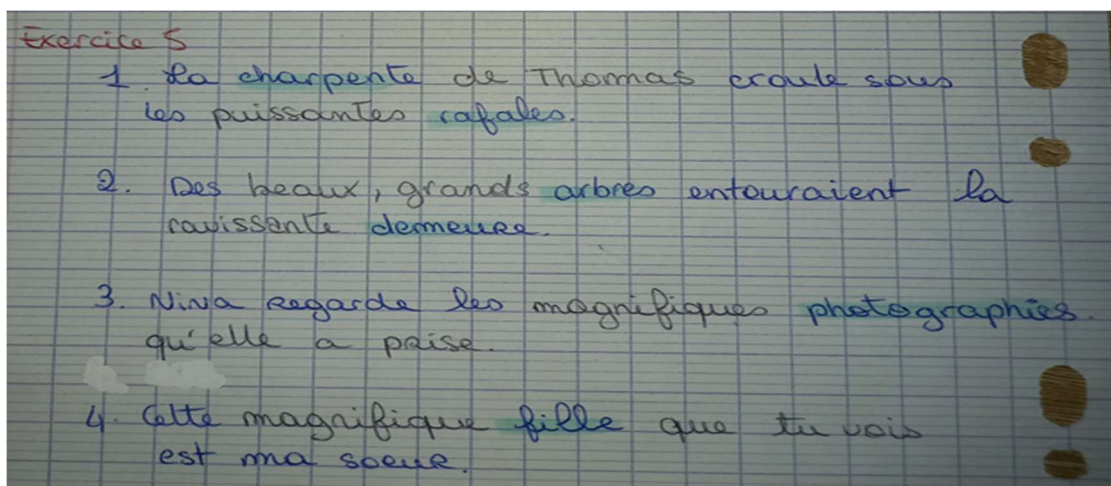 Exercice 5
1. La charpente de Thomas croule sous
les puissantes rafales.
2. Des beaux, grands arbres entouraient la
ravissante demeure.
3. Nina regarde les magnifiques photographies.
qu'elle a prise.
4. Cette magnifique fille que tu vois
est ma soeur.